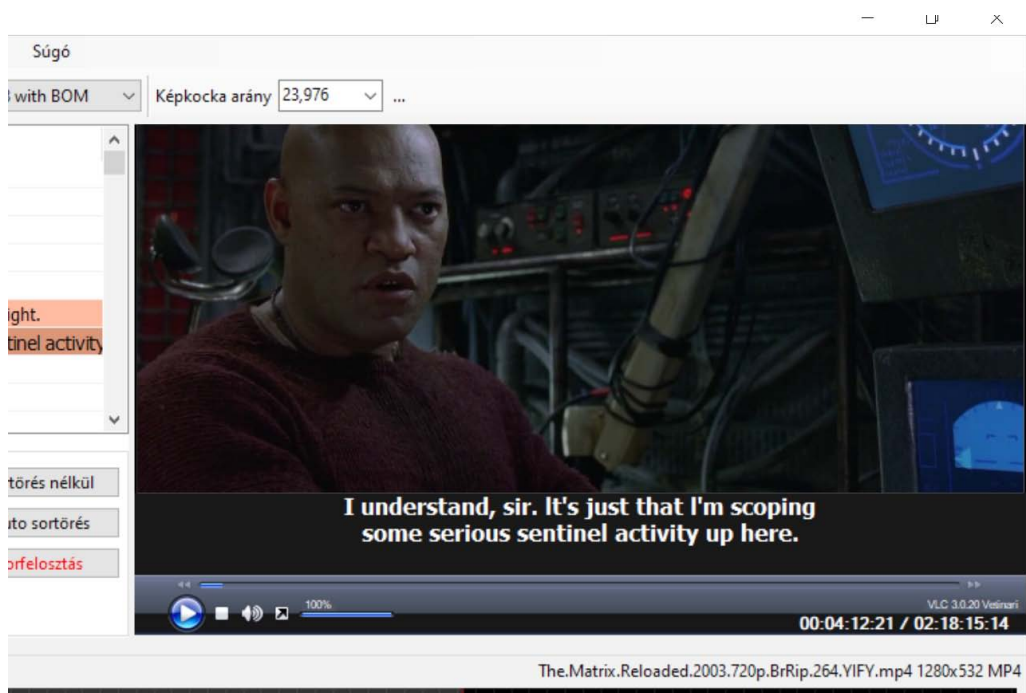 Súgó
with BOM
Képkocka arány 23,976 ...
ight.
tinel activity
törés nélkül
uto sortörés
orfelosztás
I understand, sir. It's just that I'm scoping
some serious sentinel activity up here.
100%
VLC 3.0.20 Vetinari
00:04:12:21 / 02:18:15:14
The.Matrix.Reloaded.2003.720p.BrRip.264.YIFY.mp4 1280x532 MP4